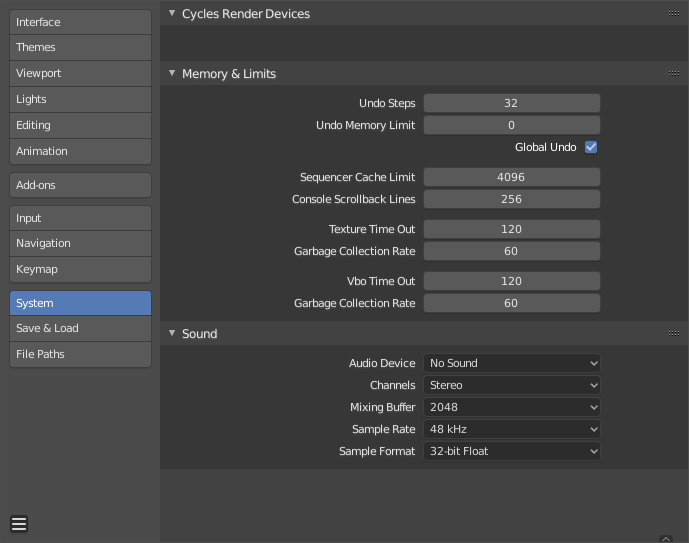 Interface
Themes
Viewport
Lights
Editing
Animation
Add-ons
Input
Navigation
Keymap
System
Save & Load
File Paths
Cycles Render Devices
Memory & Limits
Undo Steps 32
Undo Memory Limit 0
Global Undo
Sequencer Cache Limit 4096
Console Scrollback Lines 256
Texture Time Out 120
Garbage Collection Rate 60
Vbo Time Out 120
Garbage Collection Rate 60
Sound
Audio Device No Sound
Channels Stereo
Mixing Buffer 2048
Sample Rate 48 kHz
Sample Format 32-bit Float